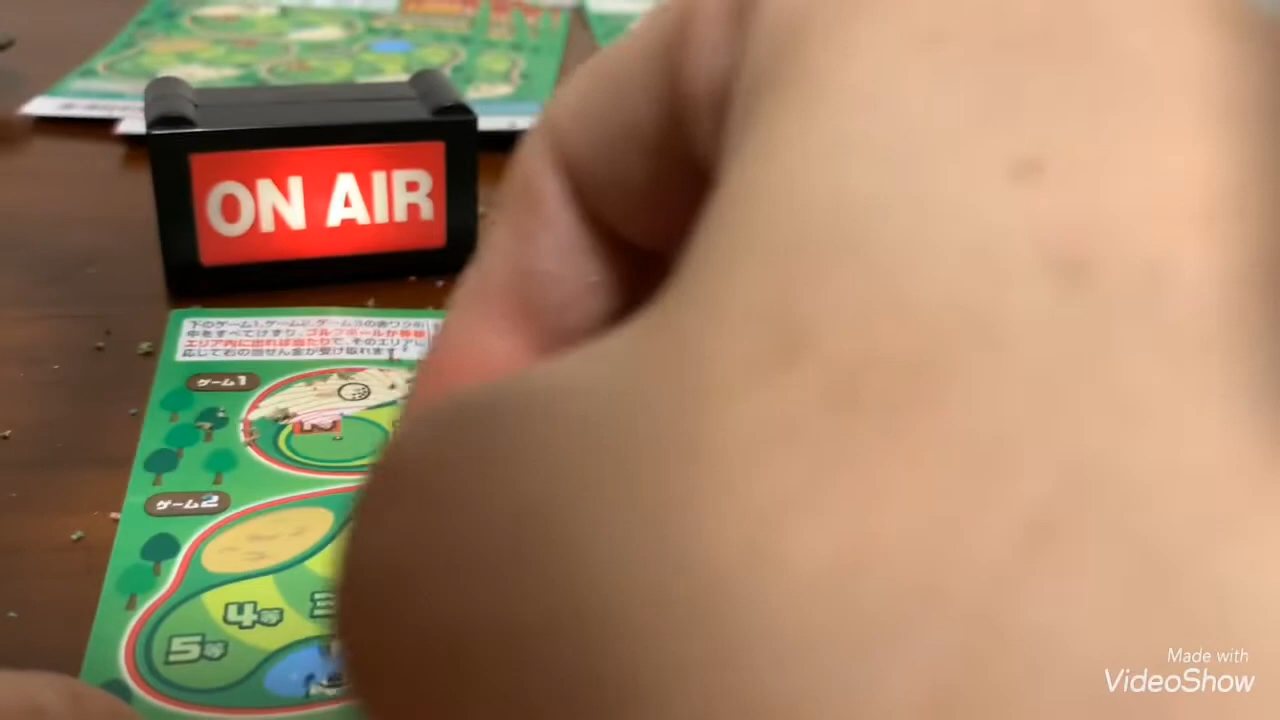 ON AIR
下のゲーム1、ゲーム2、ゲーム3の赤ワク
中をすべてけずり、ゴルフボールが等級
エリア内に出れば当たりで、そのエリアに
応じて右の当せん金が受け取れます
ゲーム1
ゲーム2
4等
5等
Made with
VideoShow